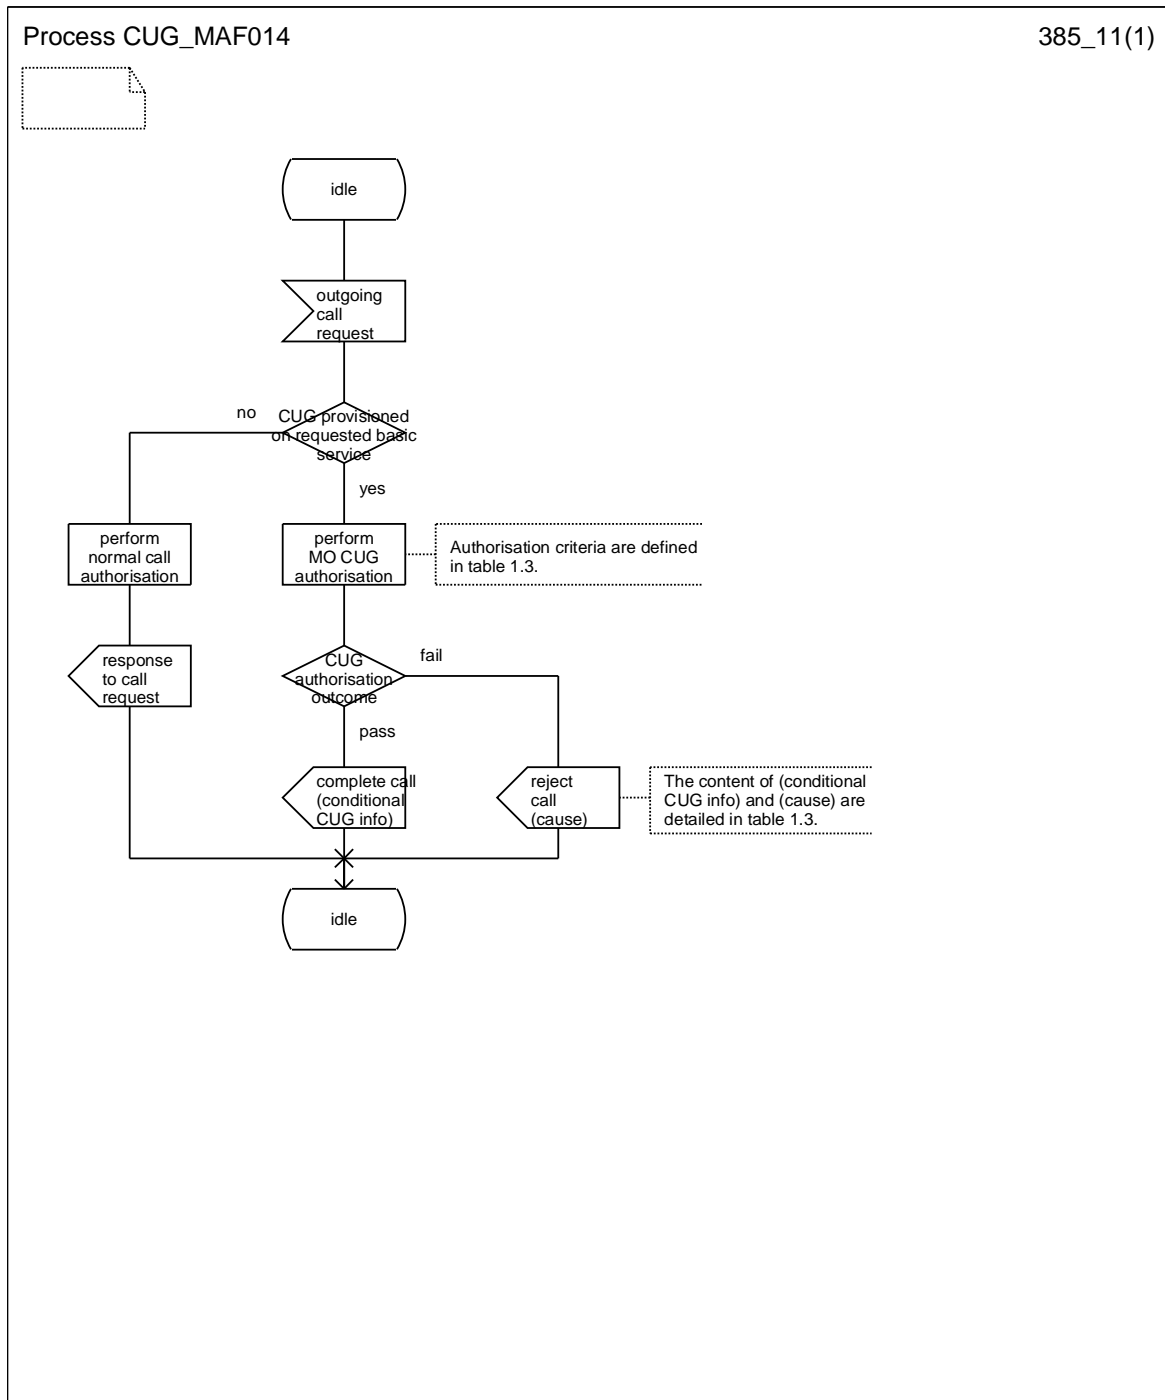 Process CUG_MAF014
385_11(1)
idle
outgoing
call
request
no
CUG provisioned
on requested basic
service
yes
perform
normal call
authorisation
perform
MO CUG
authorisation
Authorisation criteria are defined
in table 1.3.
response
to call
request
CUG
authorisation
outcome
fail
pass
complete call
(conditional
CUG info)
reject
call
(cause)
The content of (conditional
CUG info) and (cause) are
detailed in table 1.3.
idle